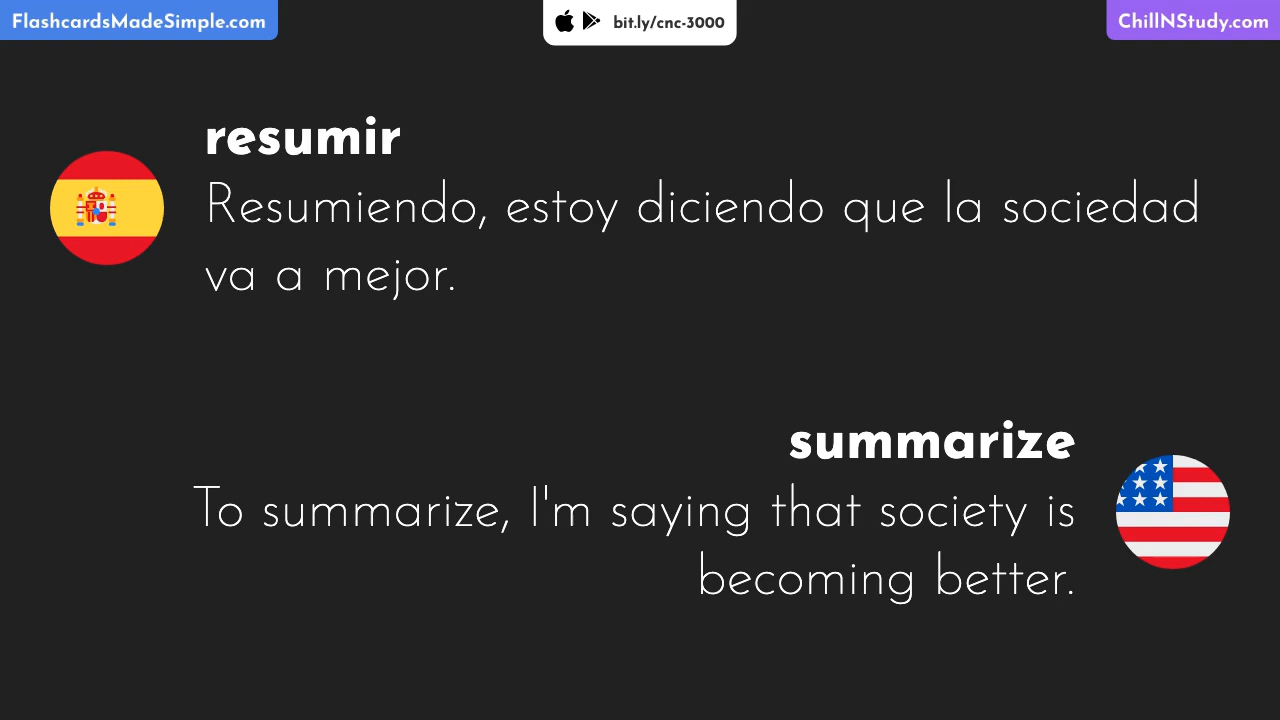 FlashcardsMadeSimple.com
bit.ly/cnc-3000
ChillNStudy.com
resumir
Resumiendo, estoy diciendo que la sociedad
va a mejor.
summarize
To summarize, I'm saying that society is
becoming better.